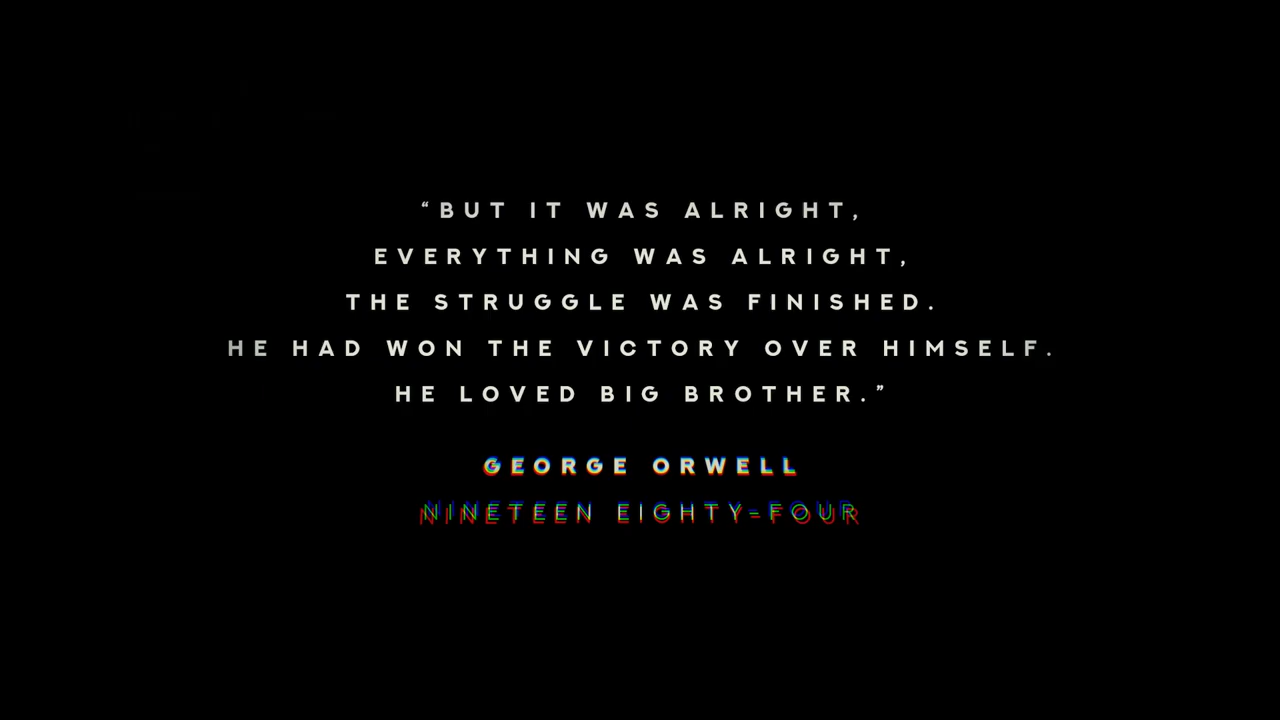 “BUT IT WAS ALRIGHT,
EVERYTHING WAS ALRIGHT,
THE STRUGGLE WAS FINISHED.
HE HAD WON THE VICTORY OVER HIMSELF.
HE LOVED BIG BROTHER.”
GEORGE ORWELL
NINETEEN EIGHTY-FOUR